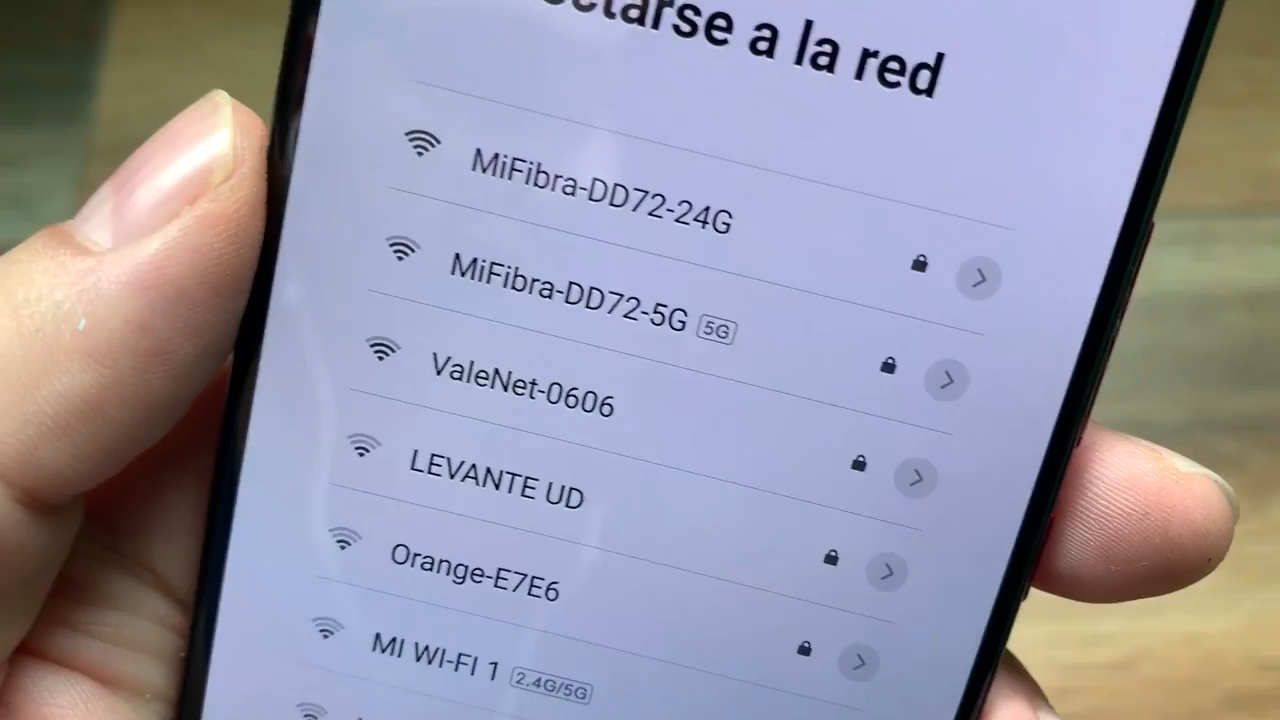 a la red
MiFibra-DD72-24G
MiFibra-DD72-5G 5G
ValeNet-0606
LEVANTE UD
Orange-E7E6
MI WI-FI 1 2.4G/5G